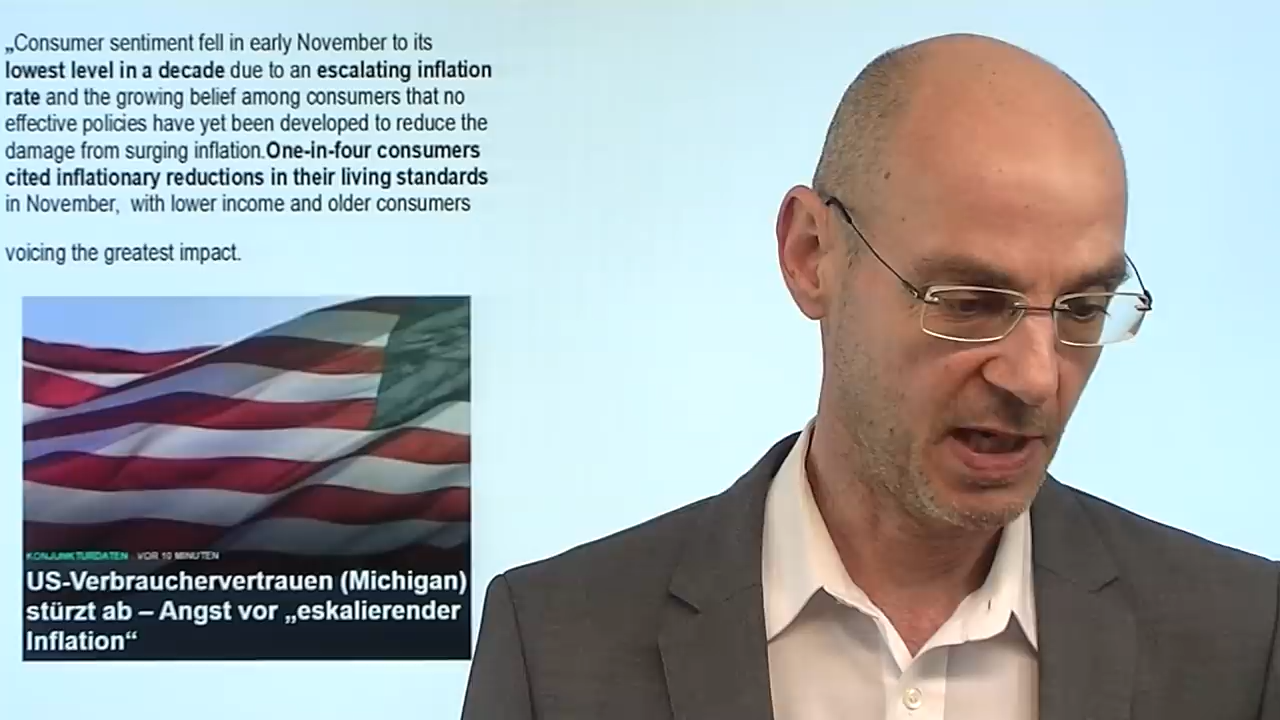 „Consumer sentiment fell in early November to its
lowest level in a decade due to an escalating inflation
rate and the growing belief among consumers that no
effective policies have yet been developed to reduce the
damage from surging inflation.One-in-four consumers
cited inflationary reductions in their living standards
in November, with lower income and older consumers
voicing the greatest impact.
KONJUNKTURDATEN VOR 10 MINUTEN
US-Verbrauchervertrauen (Michigan)
stürzt ab – Angst vor „eskalierender
Inflation“